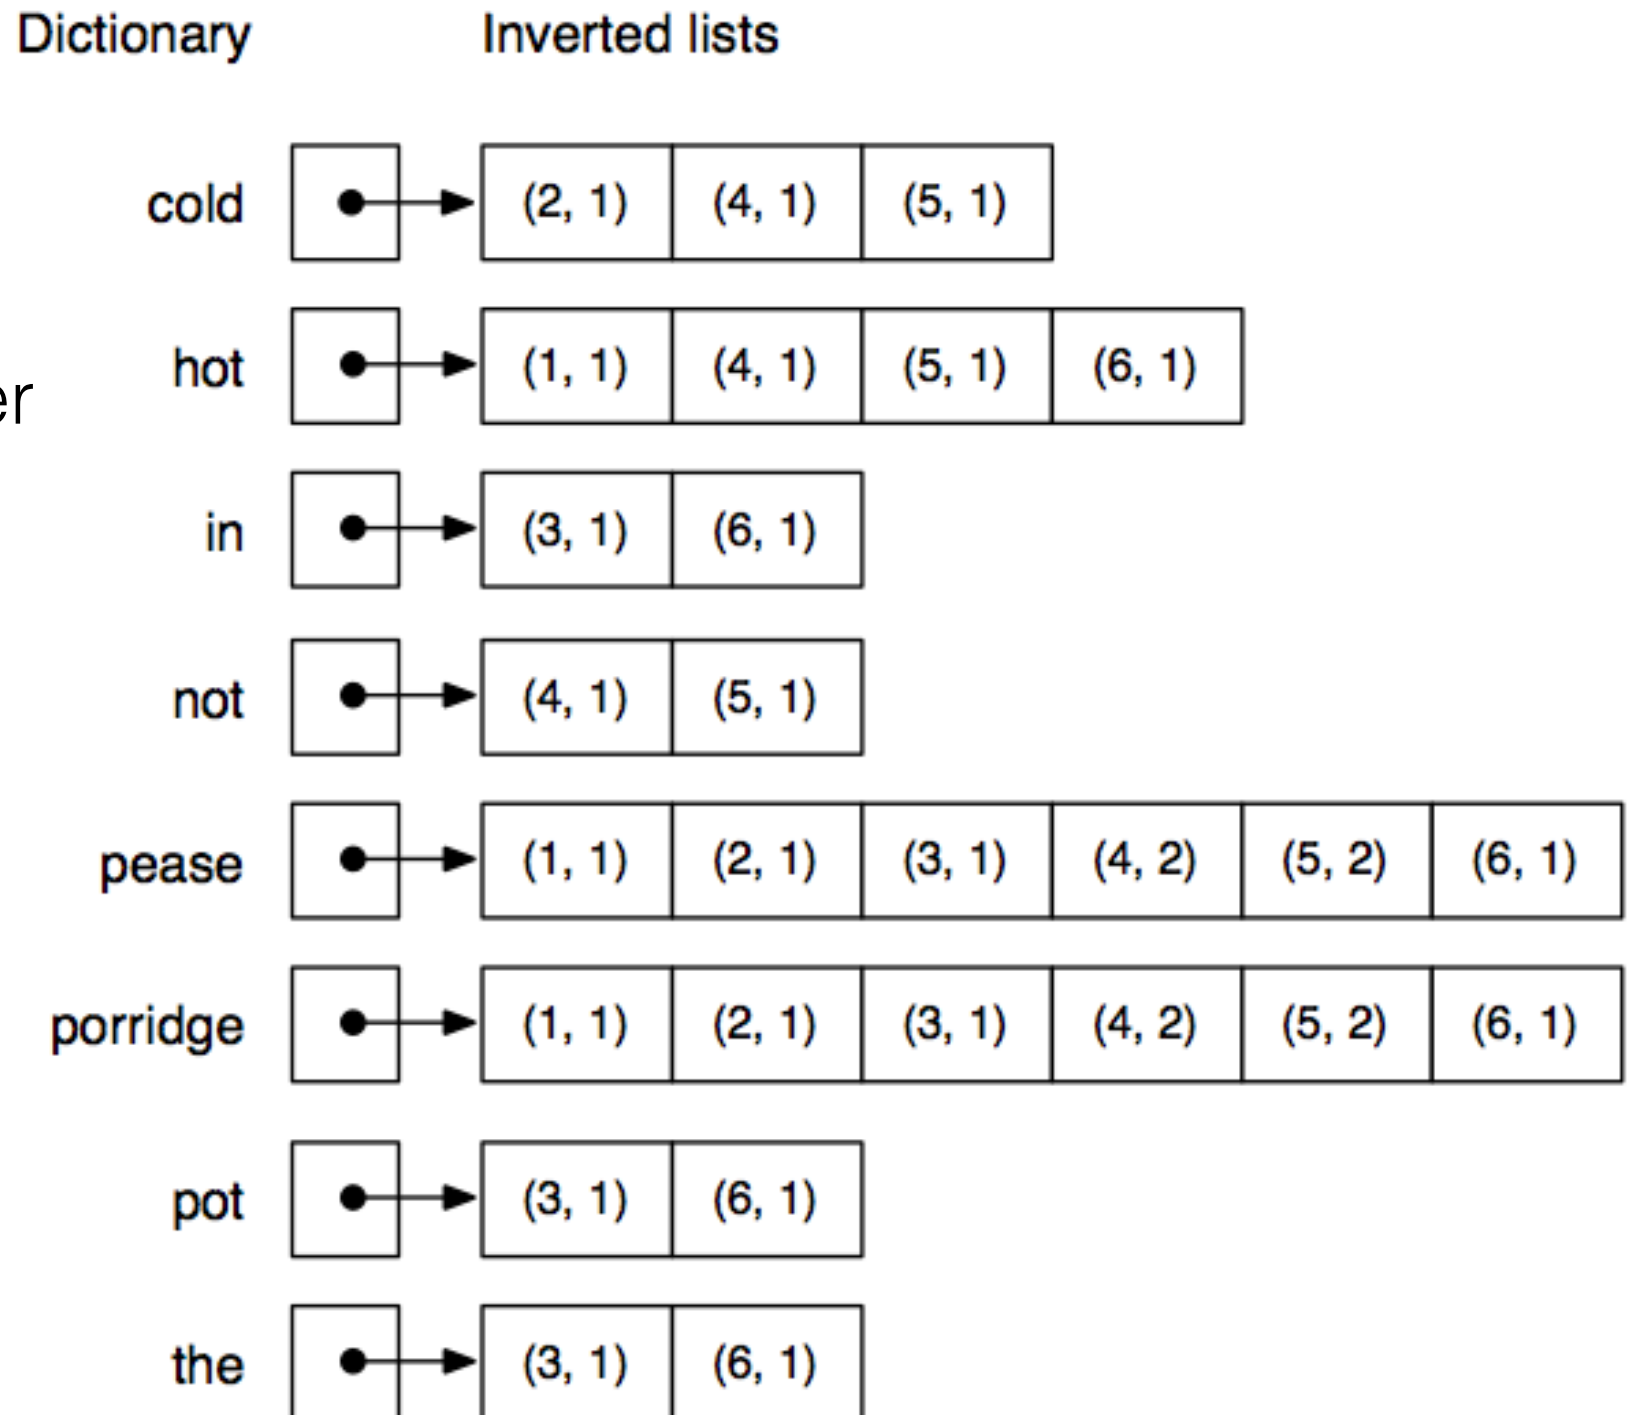 Dictionary Inverted lists
cold (2, 1) (4, 1) (5, 1)
hot (1, 1) (4, 1) (5, 1) (6, 1)
er
in (3, 1) (6, 1)
not (4, 1) (5, 1)
pease (1, 1) (2, 1) (3, 1) (4, 2) (5, 2) (6, 1)
porridge (1, 1) (2, 1) (3, 1) (4, 2) (5, 2) (6, 1)
pot (3, 1) (6, 1)
the (3, 1) (6, 1)